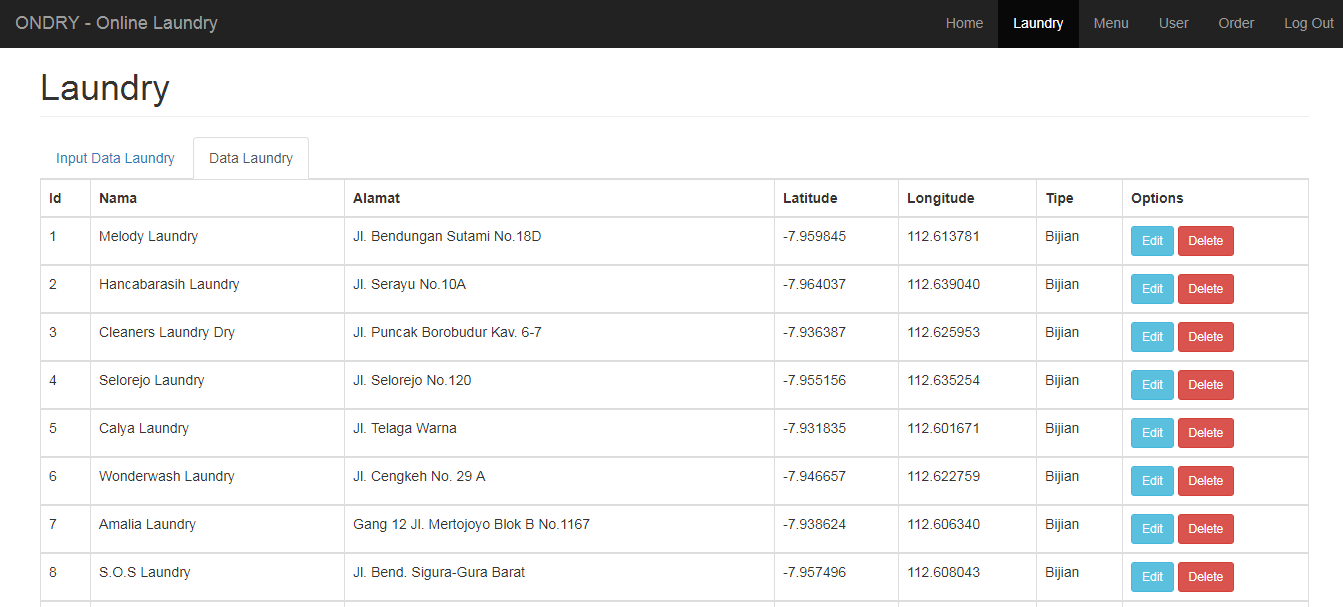 ONDRY - Online Laundry Home Laundry Menu User Order Log Out
Laundry
Input Data Laundry Data Laundry
Id Nama Alamat Latitude Longitude Tipe Options
1 Melody Laundry Jl. Bendungan Sutami No.18D -7.959845 112.613781 Bijian Edit Delete
2 Hancabarasih Laundry Jl. Serayu No.10A -7.964037 112.639040 Bijian Edit Delete
3 Cleaners Laundry Dry Jl. Puncak Borobudur Kav. 6-7 -7.936387 112.625953 Bijian Edit Delete
4 Selorejo Laundry Jl. Selorejo No.120 -7.955156 112.635254 Bijian Edit Delete
5 Calya Laundry Jl. Telaga Warna -7.931835 112.601671 Bijian Edit Delete
6 Wonderwash Laundry Jl. Cengkeh No. 29 A -7.946657 112.622759 Bijian Edit Delete
7 Amalia Laundry Gang 12 Jl. Mertojoyo Blok B No.1167 -7.938624 112.606340 Bijian Edit Delete
8 S.O.S Laundry Jl. Bend. Sigura-Gura Barat -7.957496 112.608043 Bijian Edit Delete